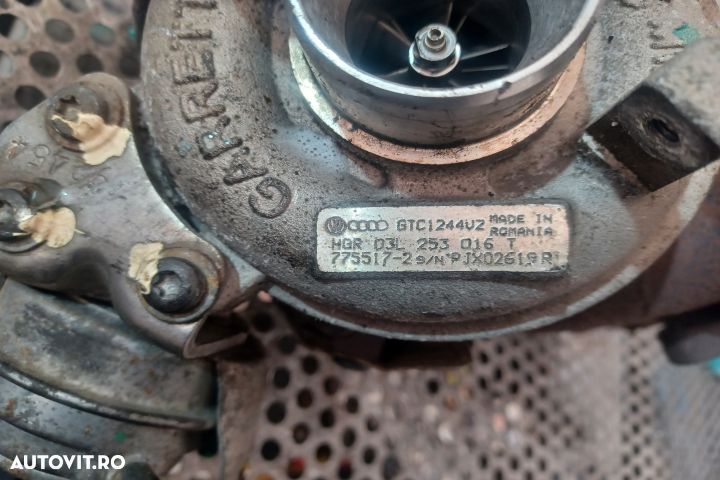 GARRETT
GTC1244VZ MADE IN
ROMANIA
HGR 03L 253 016 T
775517-2 S/N PJX02619R
AUTOVIT.RO